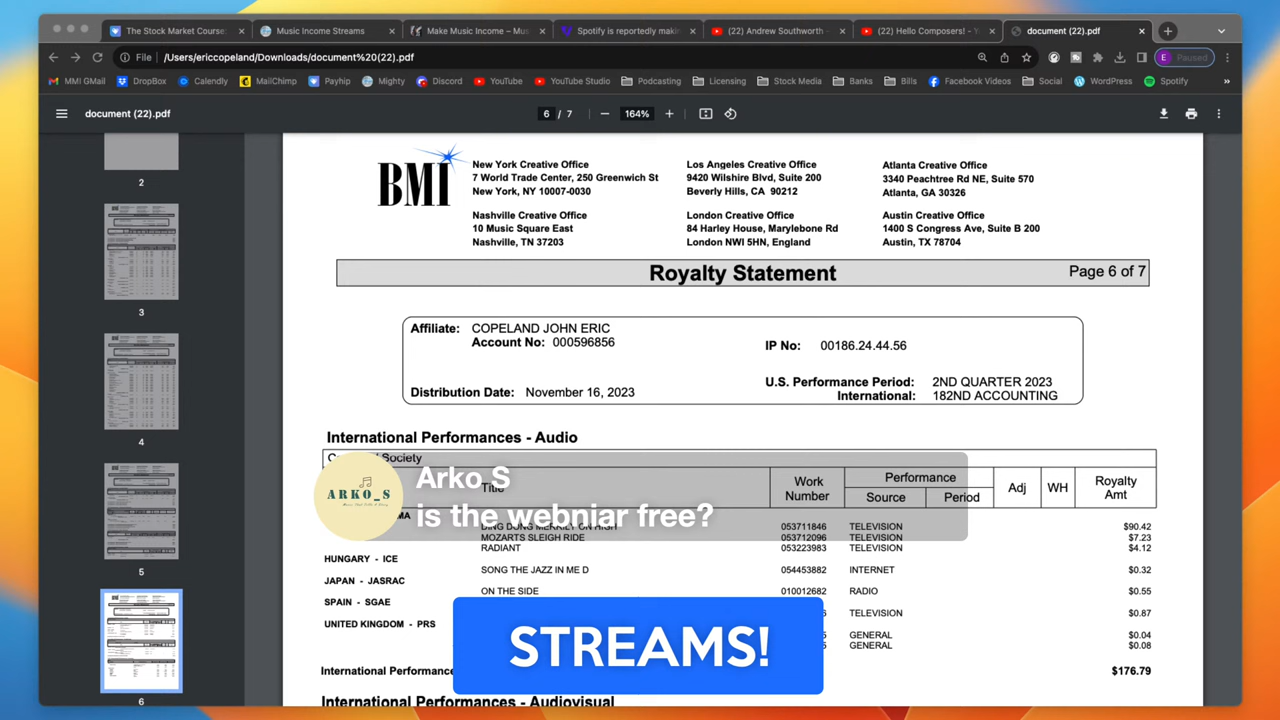 The Stock Market Course:
Music Income Streams
Make Music Income – Mus
Spotify is reportedly makin
(22) Andrew Southworth -
(22) Hello Composers! - Y
document (22).pdf
File
/Users/ericcopeland/Downloads/document%20(22).pdf
E Paused
MMI GMail
DropBox
Calendly
MailChimp
Payhip
Mighty
Discord
YouTube
YouTube Studio
Podcasting
Licensing
Stock Media
Banks
Bills
Facebook Videos
Social
WordPress
Spotify
»
document (22).pdf
6 / 7
164%
2
3
4
5
6
BMI
New York Creative Office
7 World Trade Center, 250 Greenwich St
New York, NY 10007-0030
Los Angeles Creative Office
9420 Wilshire Blvd, Suite 200
Beverly Hills, CA 90212
Atlanta Creative Office
3340 Peachtree Rd NE, Suite 570
Atlanta, GA 30326
Nashville Creative Office
10 Music Square East
Nashville, TN 37203
London Creative Office
84 Harley House, Marylebone Rd
London NWI 5HN, England
Austin Creative Office
1400 S Congress Ave, Suite B 200
Austin, TX 78704
Royalty Statement
Page 6 of 7
Affiliate: COPELAND JOHN ERIC
Account No: 000596856
IP No: 00186.24.44.56
Distribution Date: November 16, 2023
U.S. Performance Period: 2ND QUARTER 2023
International: 182ND ACCOUNTING
International Performances - Audio
Society
Title
Work Number
Performance
Source
Period
Adj
WH
Royalty Amt
ARKO_S
Arko S
is the webniar free?
DING DONG MERRILY ON HIGH 053711846 TELEVISION $90.42
MOZARTS SLEIGH RIDE 053712096 TELEVISION $7.23
RADIANT 053223983 TELEVISION $4.12
HUNGARY - ICE
SONG THE JAZZ IN ME D 054453882 INTERNET $0.32
JAPAN - JASRAC
ON THE SIDE 010012682 RADIO $0.55
SPAIN - SGAE
TELEVISION $0.87
UNITED KINGDOM - PRS
GENERAL $0.04
GENERAL $0.08
STREAMS!
International Performance
$176.79
International Performances - Audiovisual